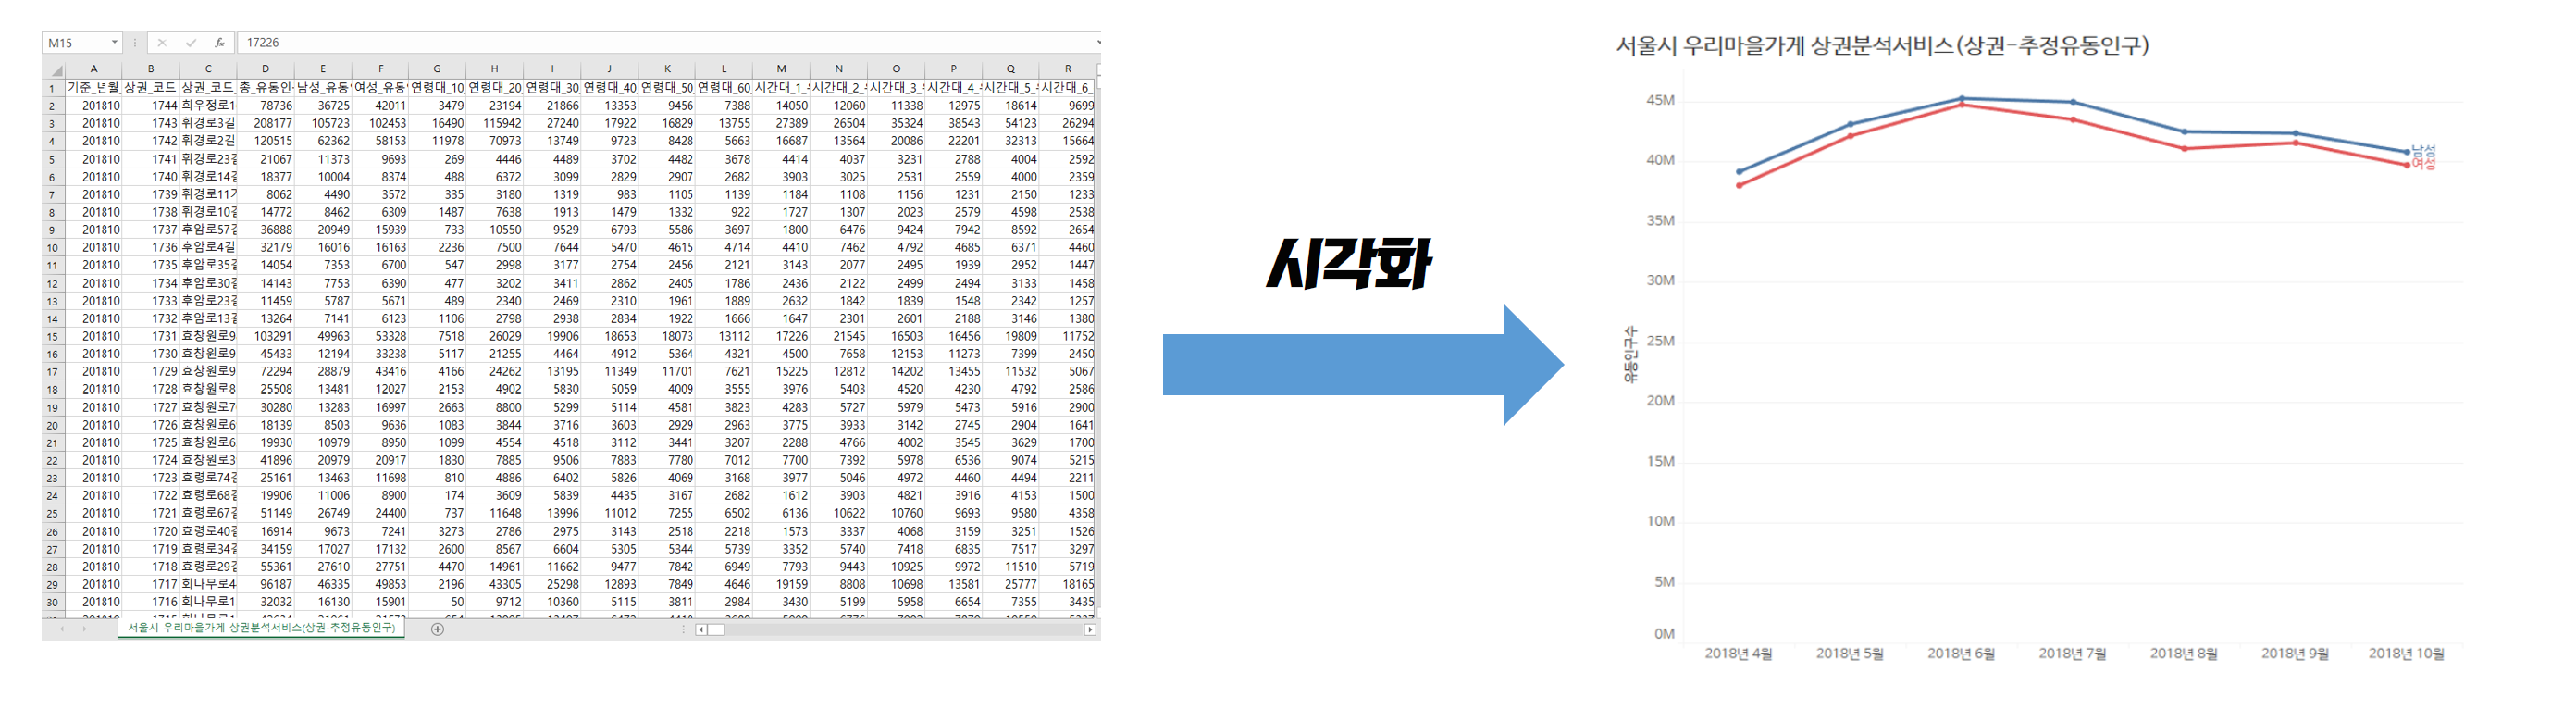 M15 17226
A B C D E F G H I J K L M N O P Q R
1 기준_년월_ 상권_코드 상권_코드_ 총_유동인· 남성_유동' 여성_유동' 연령대_10_ 연령대_20_ 연령대_30_ 연령대_40_ 연령대_50_ 연령대_60_ 시간대_1_ 시간대_2_ 시간대_3_ 시간대_4_ 시간대_5_ 시간대_6_
2 201810 1744 희우정로1 78736 36725 42011 3479 23194 21866 13353 9456 7388 14050 12060 11338 12975 18614 9699
3 201810 1743 휘경로3길 208177 105723 102453 16490 115942 27240 17922 16829 13755 27389 26504 35324 38543 54123 26294
4 201810 1742 휘경로2길 120515 62362 58153 11978 70973 13749 9723 8428 5663 16687 13564 20086 22201 32313 15664
5 201810 1741 휘경로23길 21067 11373 9693 269 4446 4489 3702 4482 3678 4414 4037 3231 2788 4004 2592
6 201810 1740 휘경로14길 18377 10004 8374 488 6372 3099 2829 2907 2682 3903 3025 2531 2559 4000 2359
7 201810 1739 휘경로11가 8062 4490 3572 335 3180 1319 983 1105 1139 1184 1108 1156 1231 2150 1233
8 201810 1738 휘경로10길 14772 8462 6309 1487 7638 1913 1479 1332 922 1727 1307 2023 2579 4598 2538
9 201810 1737 후암로57길 36888 20949 15939 733 10550 9529 6793 5586 3697 1800 6476 9424 7942 8592 2654
10 201810 1736 후암로4길 32179 16016 16163 2236 7500 7644 5470 4615 4714 4410 7462 4792 4685 6371 4460
11 201810 1735 후암로35길 14054 7353 6700 547 2998 3177 2754 2456 2121 3143 2077 2495 1939 2952 1447
12 201810 1734 후암로30길 14143 7753 6390 477 3202 3411 2862 2405 1786 2436 2122 2499 2494 3133 1458
13 201810 1733 후암로23길 11459 5787 5671 489 2340 2469 2310 1961 1889 2632 1842 1839 1548 2342 1257
14 201810 1732 후암로13길 13264 7141 6123 1106 2798 2938 2834 1922 1666 1647 2301 2601 2188 3146 1380
15 201810 1731 효창원로9 103291 49963 53328 7518 26029 19906 18653 18073 13112 17226 21545 16503 16456 19809 11752
16 201810 1730 효창원로9 45433 12194 33238 5117 21255 4464 4912 5364 4321 4500 7658 12153 11273 7399 2450
17 201810 1729 효창원로9 72294 28879 43416 4166 24262 13195 11349 11701 7621 15225 12812 14202 13455 11532 5067
18 201810 1728 효창원로8 25508 13481 12027 2153 4902 5830 5059 4009 3555 3976 5403 4520 4230 4792 2586
19 201810 1727 효창원로7 30280 13283 16997 2663 8800 5299 5114 4581 3823 4283 5727 5979 5473 5916 2900
20 201810 1726 효창원로6 18139 8503 9636 1083 3844 3716 3603 2929 2963 3775 3933 3142 2745 2904 1641
21 201810 1725 효창원로6 19930 10979 8950 1099 4554 4518 3112 3441 3207 2288 4766 4002 3545 3629 1700
22 201810 1724 효창원로3 41896 20979 20917 1830 7885 9506 7883 7780 7012 7700 7392 5978 6536 9074 5215
23 201810 1723 효령로74길 25161 13463 11698 810 4886 6402 5826 4069 3168 3977 5046 4972 4460 4494 2211
24 201810 1722 효령로68길 19906 11006 8900 174 3609 5839 4435 3167 2682 1612 3903 4821 3916 4153 1500
25 201810 1721 효령로67길 51149 26749 24400 737 11648 13996 11012 7255 6502 6136 10622 10760 9693 9580 4358
26 201810 1720 효령로40길 16914 9673 7241 3273 2786 2975 3143 2518 2218 1573 3337 4068 3159 3251 1526
27 201810 1719 효령로34길 34159 17027 17132 2600 8567 6604 5305 5344 5739 3352 5740 7418 6835 7517 3297
28 201810 1718 효령로29길 55361 27610 27751 4470 14961 11662 9477 7842 6949 7793 9443 10925 9972 11510 5719
29 201810 1717 회나무로4 96187 46335 49853 2196 43305 25298 12893 7849 4646 19159 8808 10698 13581 25777 18165
30 201810 1716 회나무로1 32032 16130 15901 50 9712 10360 5115 3811 2984 3430 5199 5958 6654 7355 3435
서울시 우리마을가게 상권분석서비스(상권-추정유동인구)
시각화
서울시 우리마을가게 상권분석서비스(상권-추정유동인구)
유동인구수
45M
40M
35M
30M
25M
20M
15M
10M
5M
0M
남성
여성
2018년 4월 2018년 5월 2018년 6월 2018년 7월 2018년 8월 2018년 9월 2018년 10월